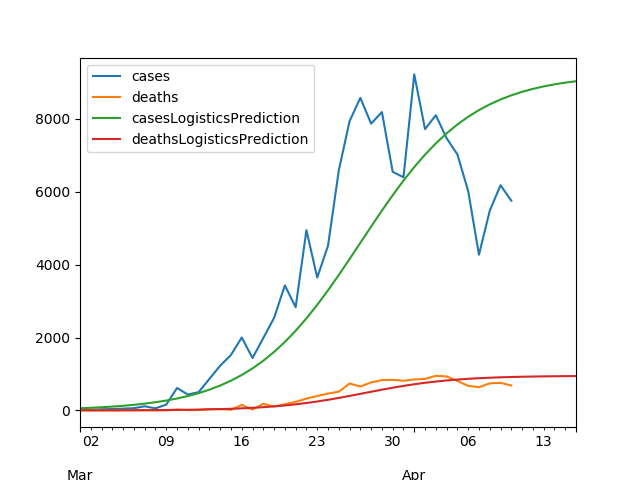 cases
deaths
casesLogisticsPrediction
deathsLogisticsPrediction
8000
6000
4000
2000
0
02 09 16 23 30 06 13
Mar Apr